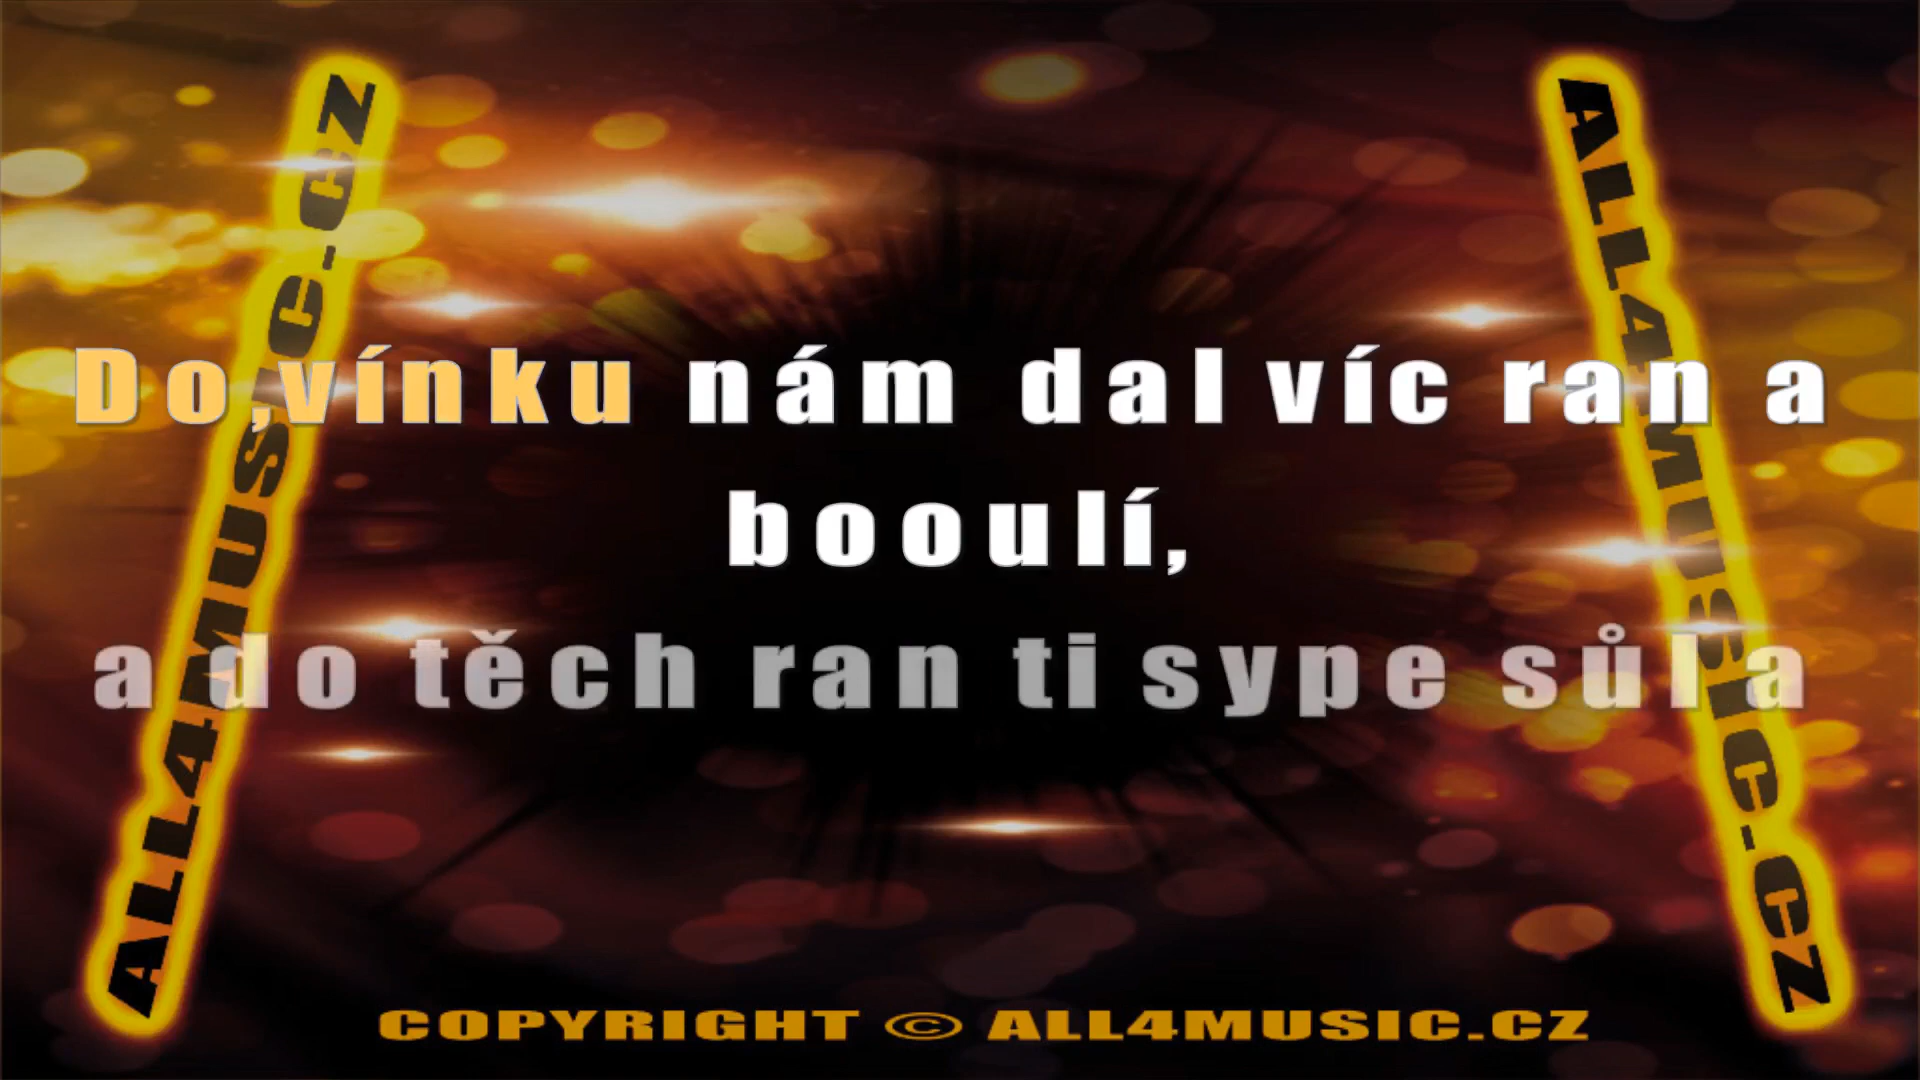 ALL4MUSIC-CZ
ALL4MUSIC-CZ
Do,vínku nám dal víc ran a
booulí,
a do těch ran ti sype sůl a
COPYRIGHT © ALL4MUSIC.CZ